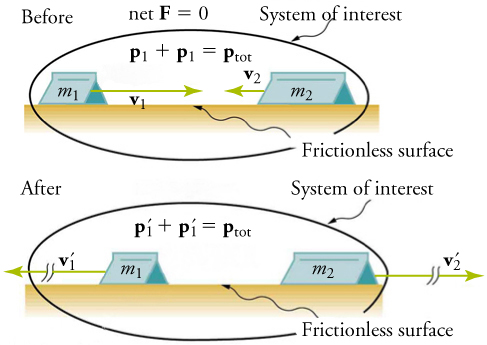 Before
net F = 0
System of interest
p₁ + p₁ = pₜₒₜ
v₂
m₁
v₁
m₂
Frictionless surface
After
System of interest
p′₁ + p′₁ = pₜₒₜ
v′₁
m₁
m₂
v′₂
Frictionless surface